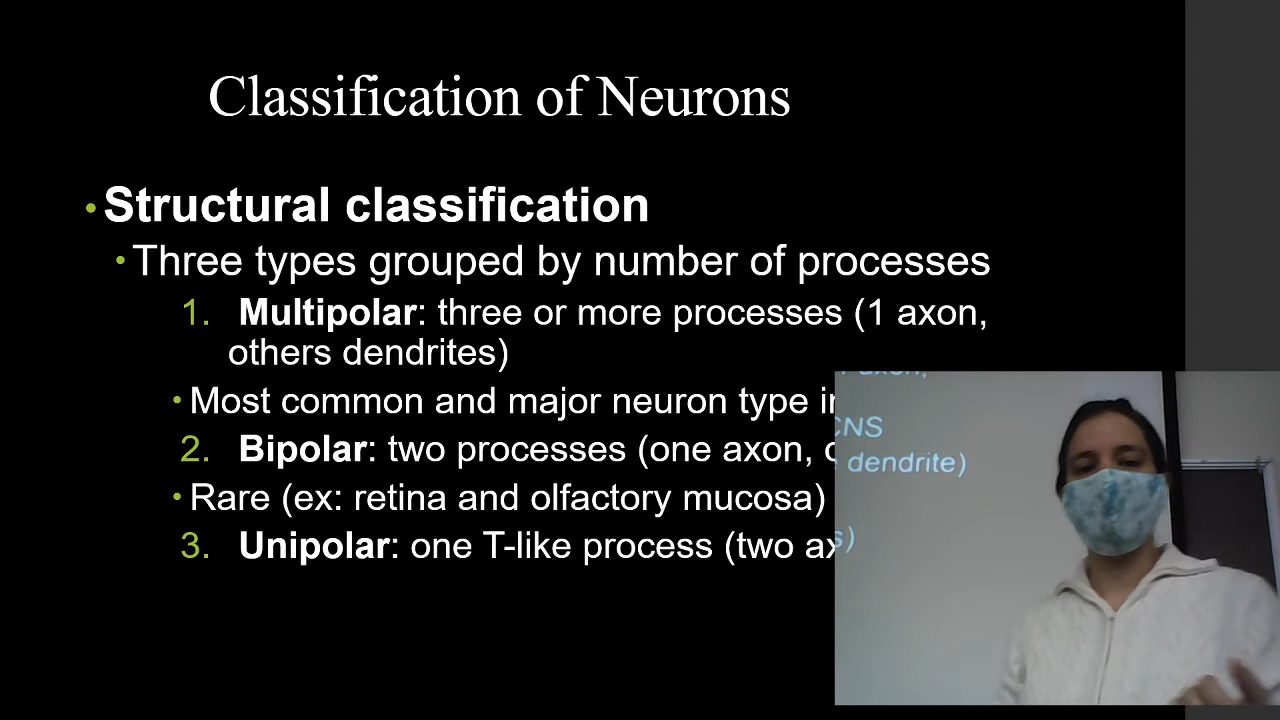 Classification of Neurons
• Structural classification
• Three types grouped by number of processes
1. Multipolar: three or more processes (1 axon,
others dendrites)
• Most common and major neuron type
CNS
2. Bipolar: two processes (one axon,
dendrite)
• Rare (ex: retina and olfactory mucosa)
3. Unipolar: one T-like process (two